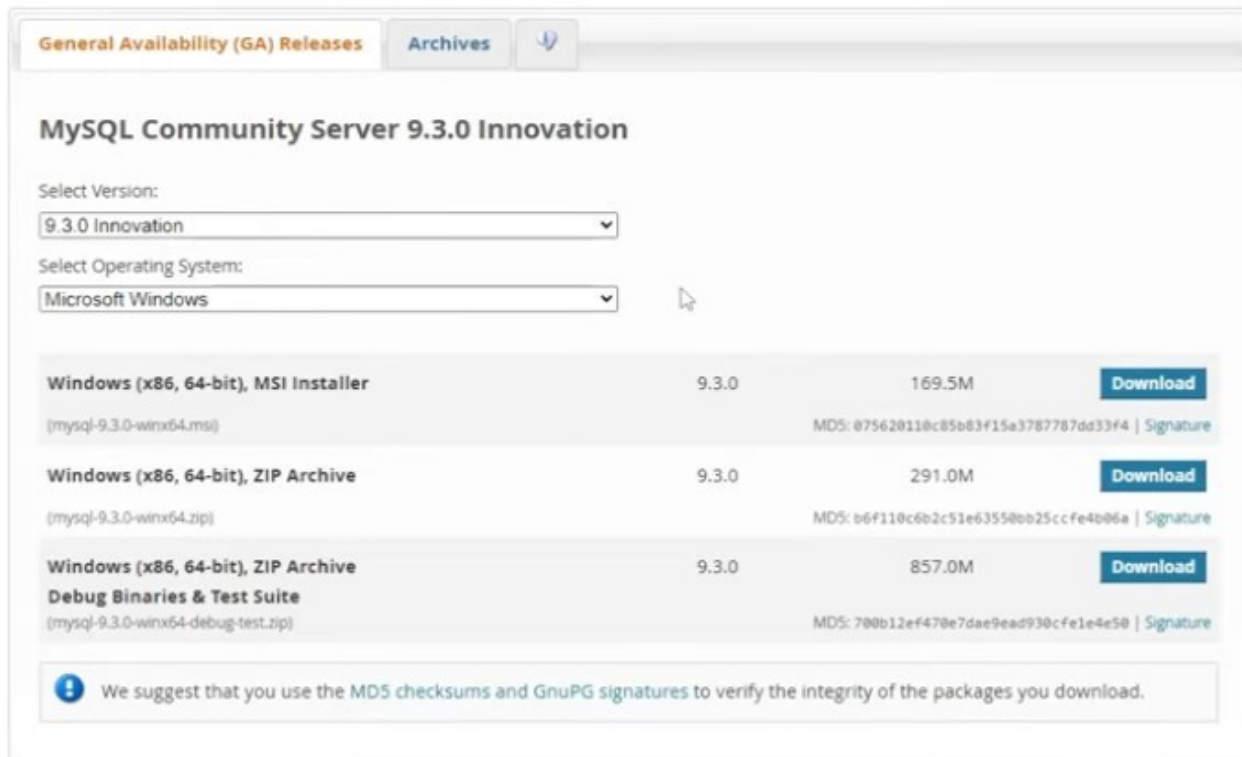 General Availability (GA) Releases Archives
MySQL Community Server 9.3.0 Innovation
Select Version:
9.3.0 Innovation
Select Operating System:
Microsoft Windows
Windows (x86, 64-bit), MSI Installer 9.3.0 169.5M Download
(mysql-9.3.0-winx64.msi) MD5: 075620110c85b83f15a3787787dd33f4 | Signature
Windows (x86, 64-bit), ZIP Archive 9.3.0 291.0M Download
(mysql-9.3.0-winx64.zip) MD5: b6f110c6b2c51e63550bb25ccfe4b06a | Signature
Windows (x86, 64-bit), ZIP Archive 9.3.0 857.0M Download
Debug Binaries & Test Suite
(mysql-9.3.0-winx64-debug-test.zip) MD5: 700b12ef470e7dae9ead930cfe1e4e50 | Signature
We suggest that you use the MD5 checksums and GnuPG signatures to verify the integrity of the packages you download.